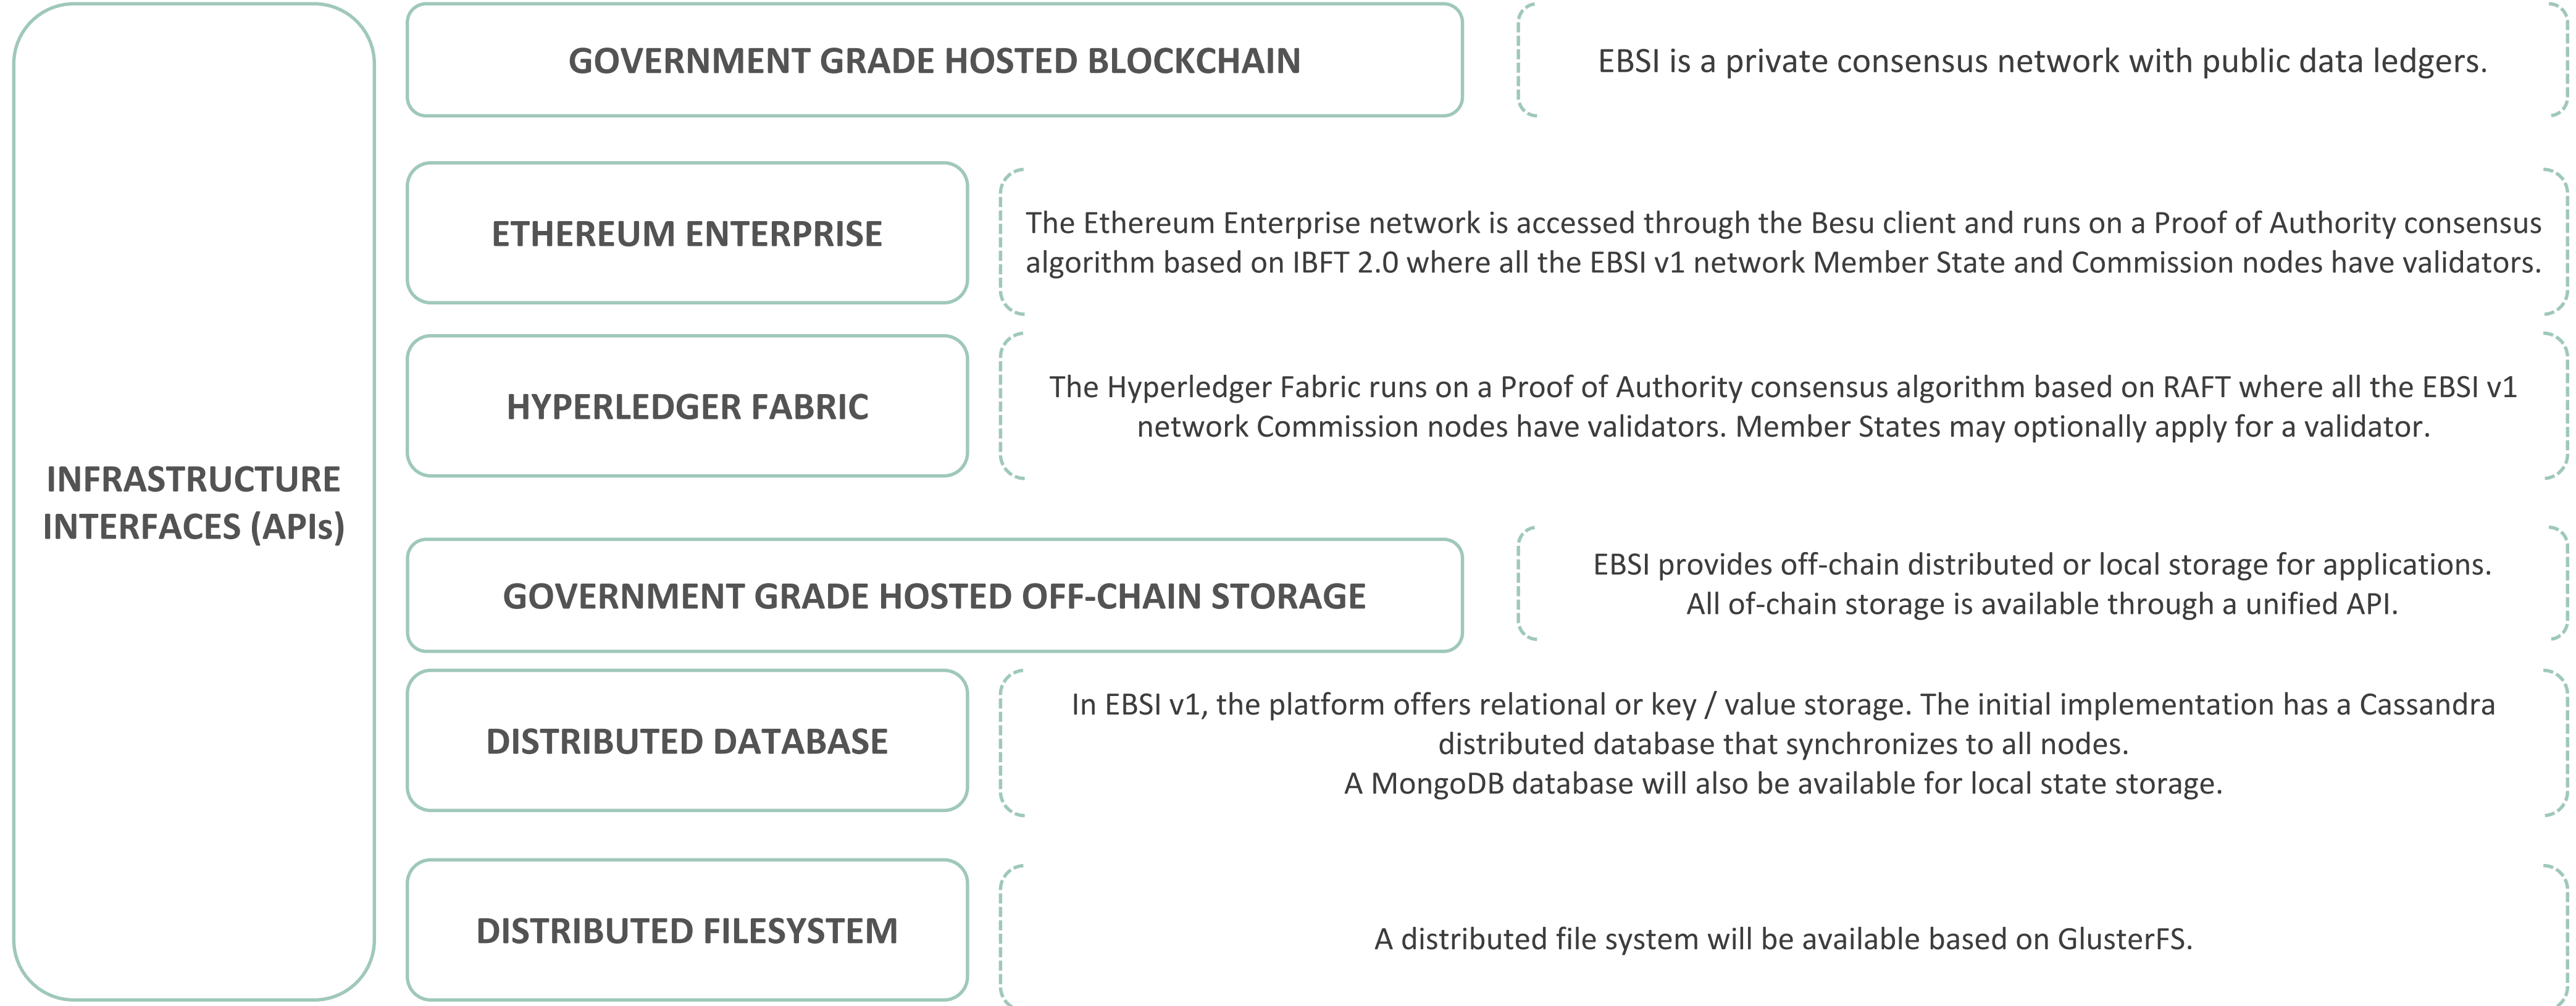 INFRASTRUCTURE
INTERFACES (APIs)
GOVERNMENT GRADE HOSTED BLOCKCHAIN
EBSI is a private consensus network with public data ledgers.
ETHEREUM ENTERPRISE
The Ethereum Enterprise network is accessed through the Besu client and runs on a Proof of Authority consensus
algorithm based on IBFT 2.0 where all the EBSI v1 network Member State and Commission nodes have validators.
HYPERLEDGER FABRIC
The Hyperledger Fabric runs on a Proof of Authority consensus algorithm based on RAFT where all the EBSI v1
network Commission nodes have validators. Member States may optionally apply for a validator.
GOVERNMENT GRADE HOSTED OFF-CHAIN STORAGE
EBSI provides off-chain distributed or local storage for applications.
All of-chain storage is available through a unified API.
DISTRIBUTED DATABASE
In EBSI v1, the platform offers relational or key / value storage. The initial implementation has a Cassandra
distributed database that synchronizes to all nodes.
A MongoDB database will also be available for local state storage.
DISTRIBUTED FILESYSTEM
A distributed file system will be available based on GlusterFS.